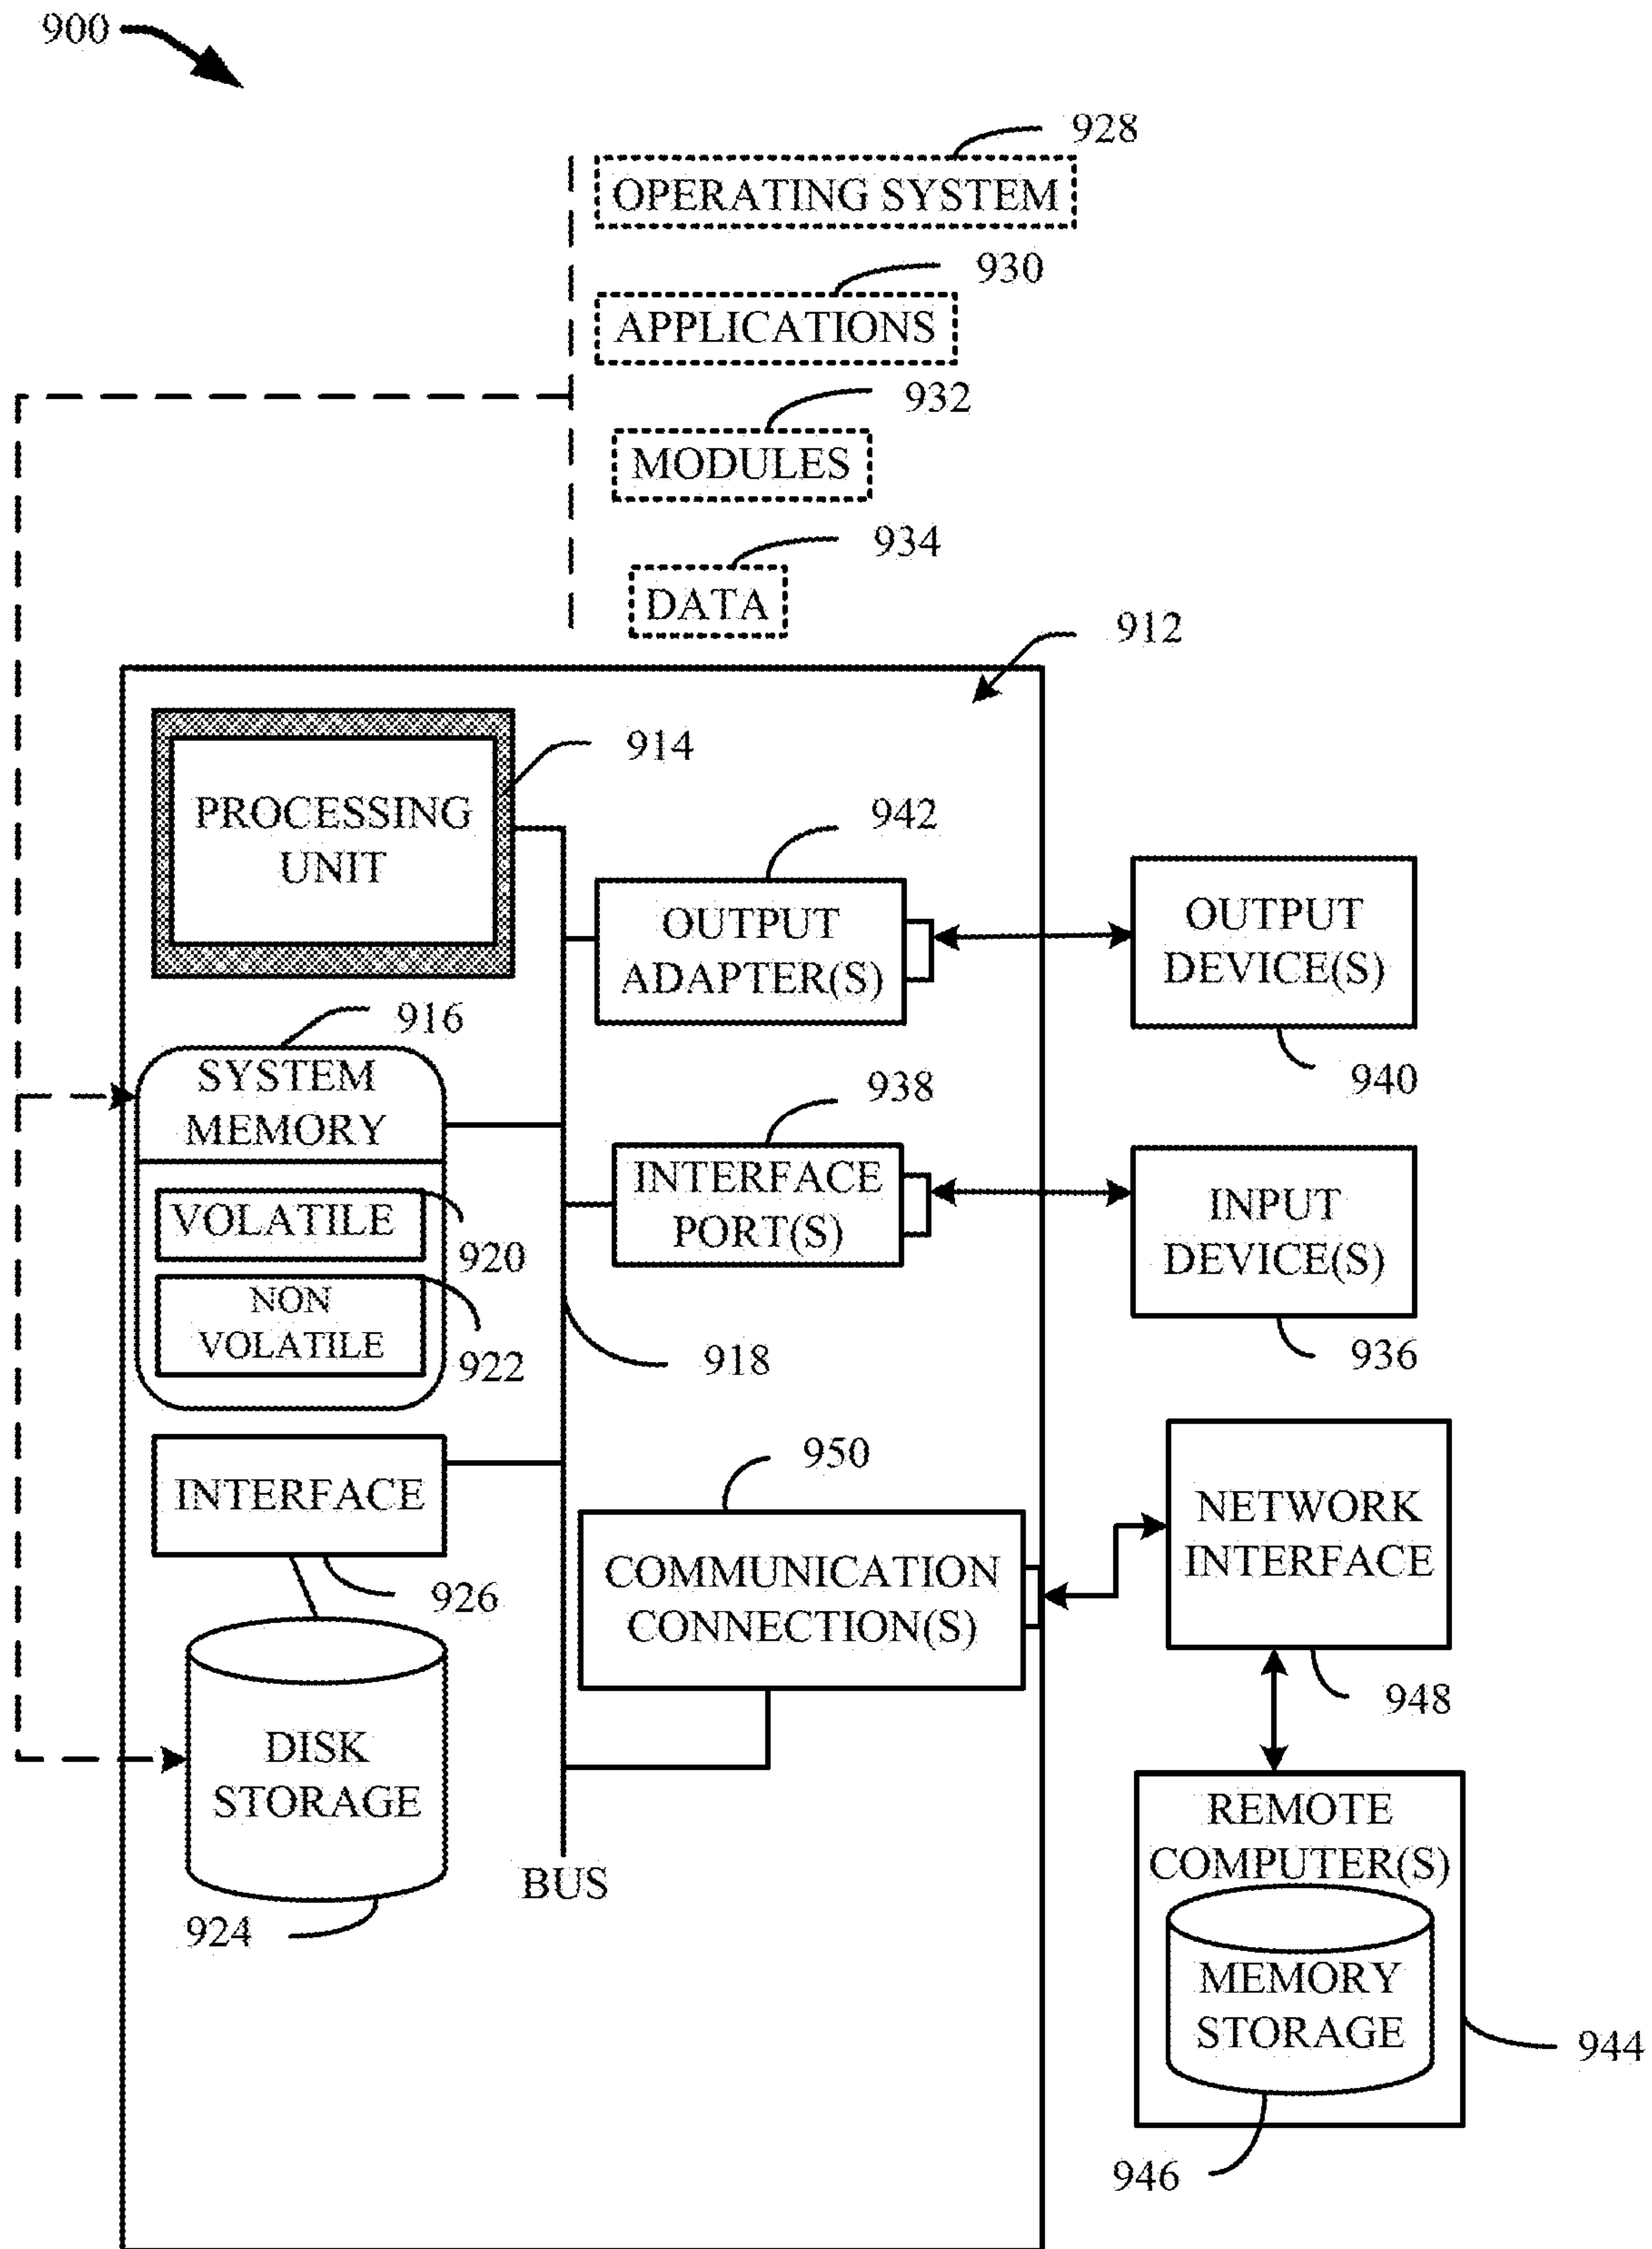 900
928
OPERATING SYSTEM
930
APPLICATIONS
932
MODULES
934
DATA
912
914
PROCESSING
UNIT
942
OUTPUT
ADAPTER(S)
OUTPUT
DEVICE(S)
940
916
SYSTEM
MEMORY
VOLATILE
920
NON
VOLATILE
922
938
INTERFACE
PORT(S)
INPUT
DEVICE(S)
936
918
INTERFACE
926
950
COMMUNICATION
CONNECTION(S)
NETWORK
INTERFACE
948
DISK
STORAGE
924
BUS
REMOTE
COMPUTER(S)
MEMORY
STORAGE
944
946